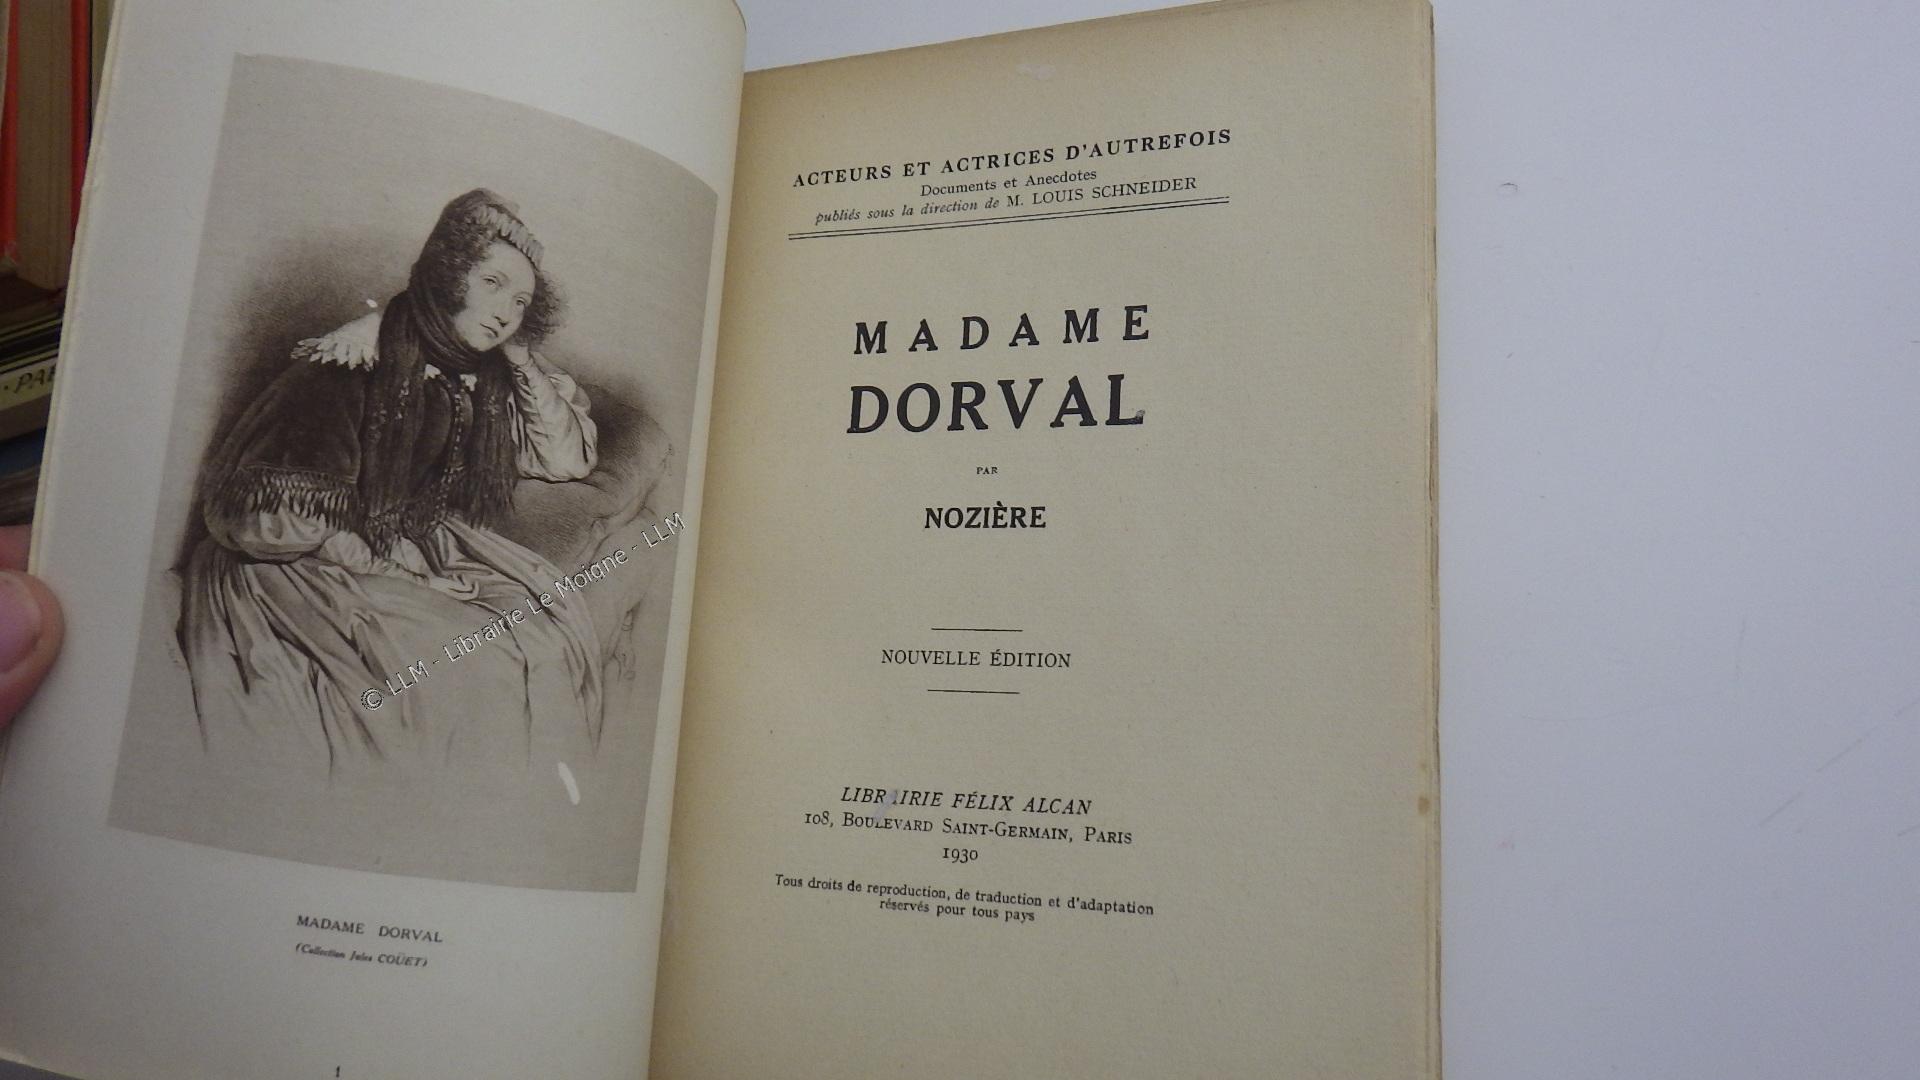 MADAME DORVAL
(Collection Jules COÜET)
1
© LLM - Librairie Le Moigne - LLM
ACTEURS ET ACTRICES D'AUTREFOIS
Documents et Anecdotes
publiés sous la direction de M. LOUIS SCHNEIDER
MADAME
DORVAL
PAR
NOZIÈRE
NOUVELLE ÉDITION
LIBRAIRIE FÉLIX ALCAN
108, BOULEVARD SAINT-GERMAIN, PARIS
1930
Tous droits de reproduction, de traduction et d'adaptation
réservés pour tous pays